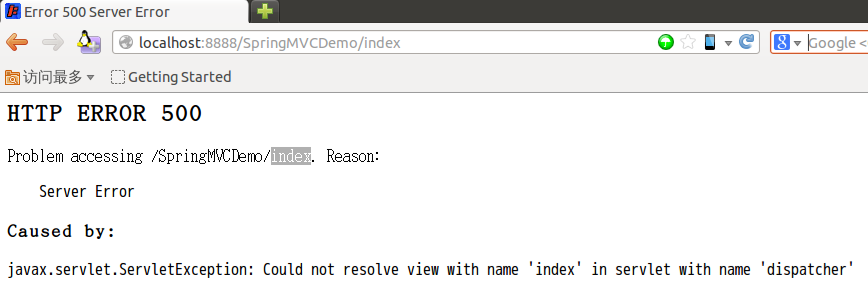 Error 500 Server Error
localhost:8888/SpringMVCDemo/index
Google <
访问最多
Getting Started
HTTP ERROR 500
Problem accessing /SpringMVCDemo/index. Reason:
Server Error
Caused by:
javax.servlet.ServletException: Could not resolve view with name 'index' in servlet with name 'dispatcher'